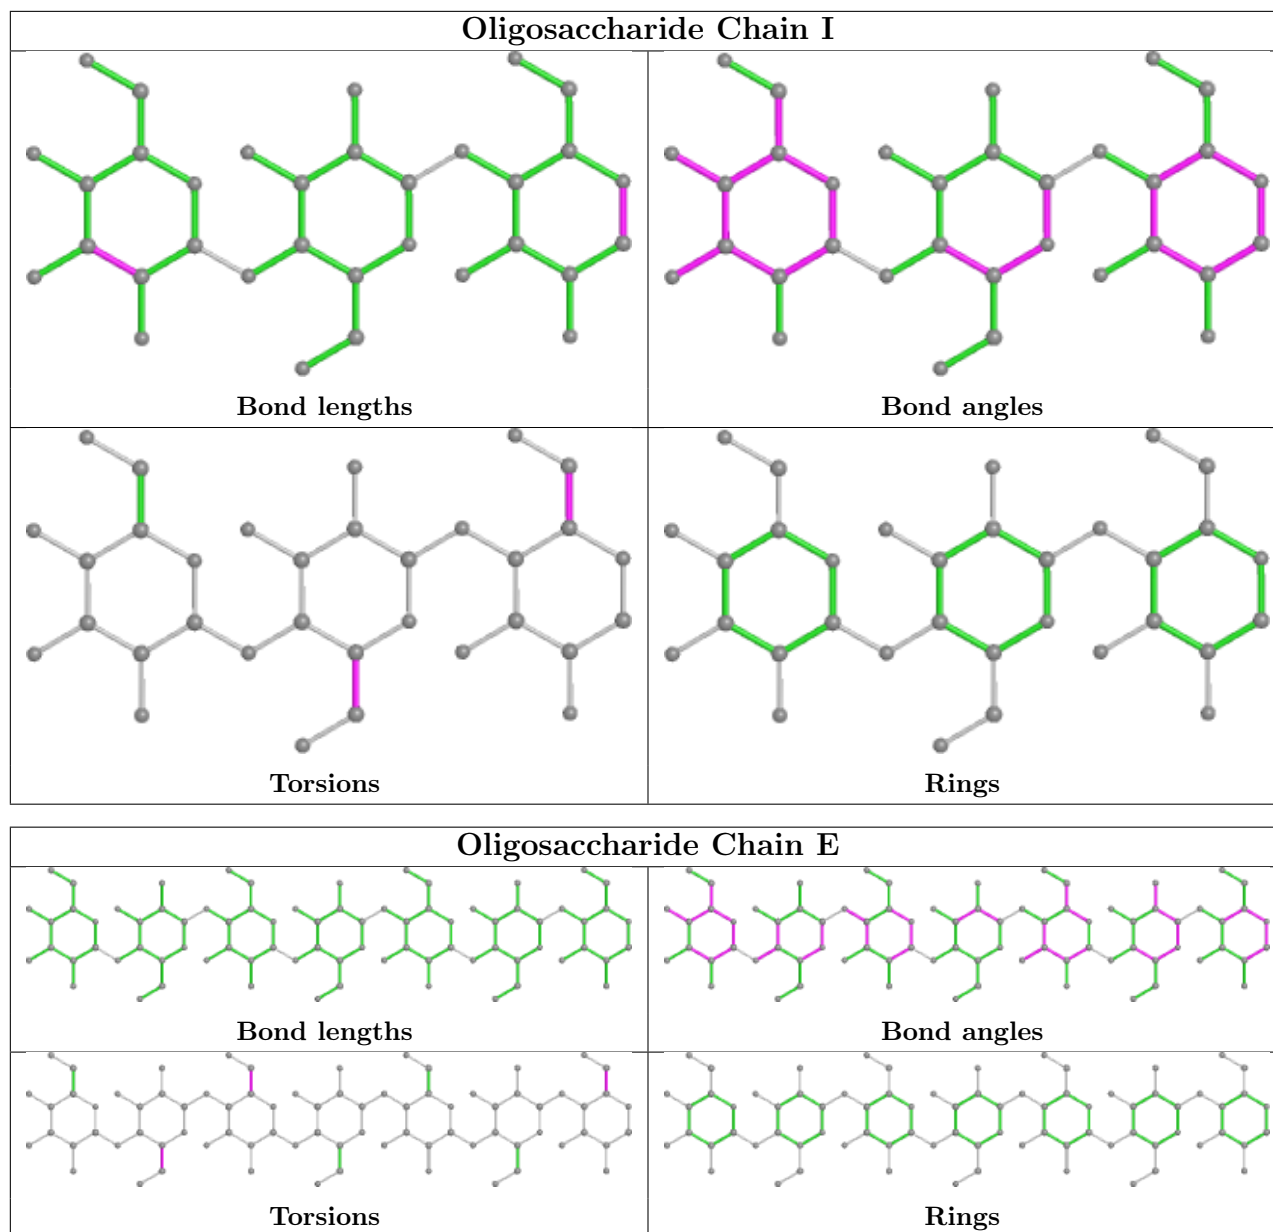 Oligosaccharide Chain I
Bond lengths
Bond angles
Torsions
Rings
Oligosaccharide Chain E
Bond lengths
Bond angles
Torsions
Rings